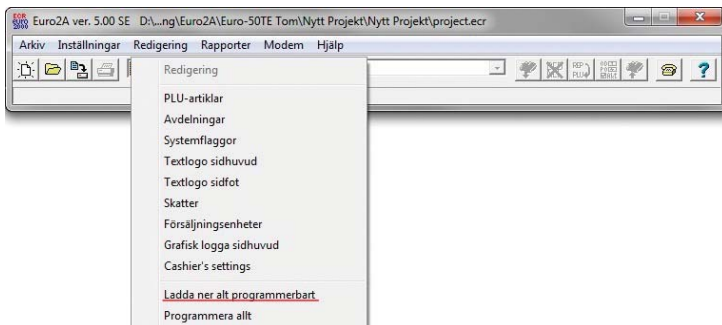 Euro2A ver. 5.00 SE D:\...ng\Euro2A\Euro-50TE Tom\Nytt Projekt\Nytt Projekt\project.ecr
Arkiv Inställningar Redigering Rapporter Modem Hjälp
Redigering
PLU-artiklar
Avdelningar
Systemflaggor
Textlogo sidhuvud
Textlogo sidfot
Skatter
Försäljningsenheter
Grafisk logga sidhuvud
Cashier's settings
Ladda ner alt programmerbart
Programmera allt